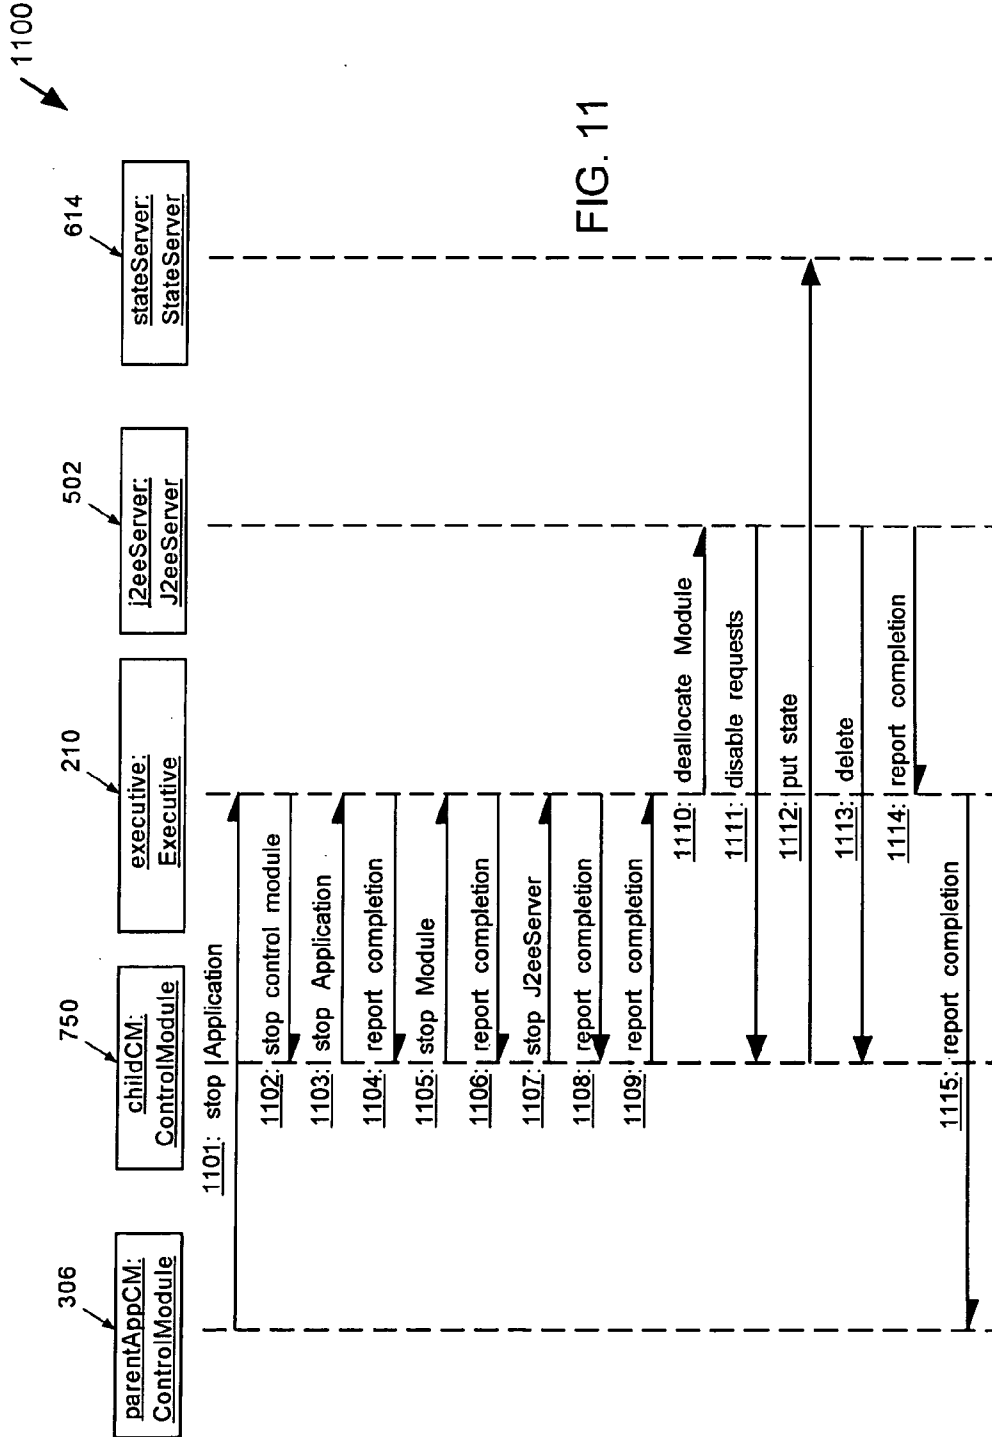 1100
306
parentAppCM:
ControlModule
750
childCM:
ControlModule
210
executive:
Executive
502
j2eeServer:
J2eeServer
614
stateServer:
StateServer
1101: stop Application
1102: stop control module
1103: stop Application
1104: report completion
1105: stop Module
1106: report completion
1107: stop J2eeServer
1108: report completion
1109: report completion
1110: deallocate Module
1111: disable requests
1112: put state
1113: delete
1114: report completion
1115: report completion
FIG. 11